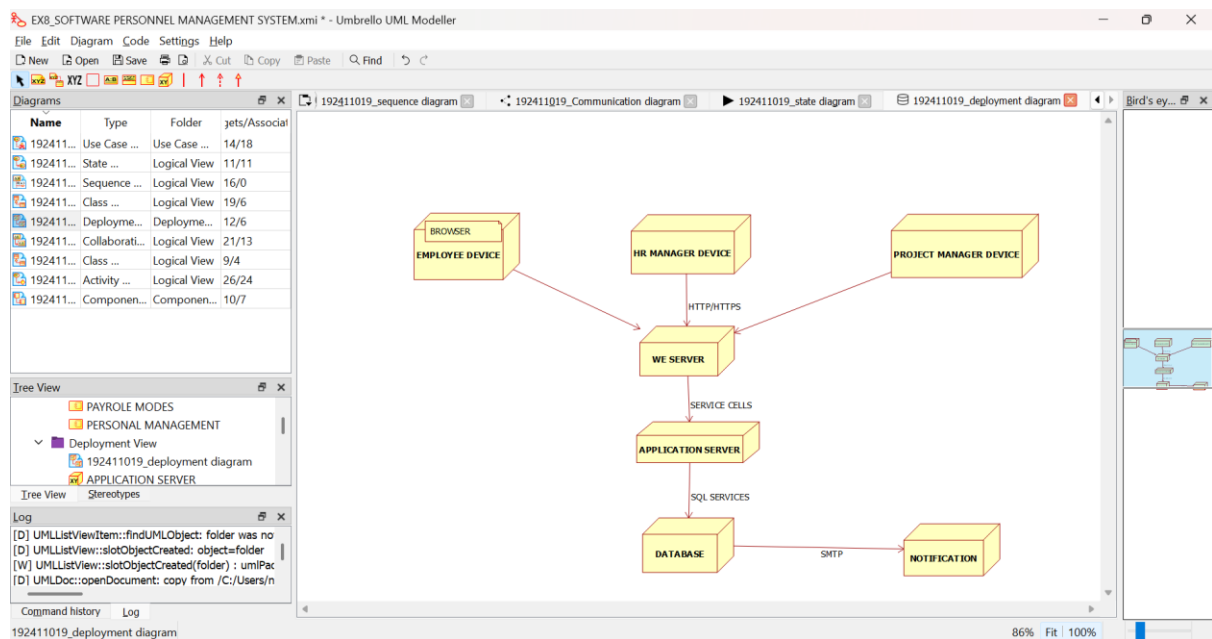 EX8_SOFTWARE PERSONNEL MANAGEMENT SYSTEM.xmi * - Umbrello UML Modeller
File Edit Diagram Code Settings Help
New Open Save Cut Copy Paste Find
XYZ
Diagrams
Name Type Folder gets/Associat
192411... Use Case ... Use Case ... 14/18
192411... State ... Logical View 11/11
192411... Sequence ... Logical View 16/0
192411... Class ... Logical View 19/6
192411... Deployme... Deployme... 12/6
192411... Collaborati... Logical View 21/13
192411... Class ... Logical View 9/4
192411... Activity ... Logical View 26/24
192411... Componen... Componen... 10/7
Tree View
PAYROLE MODES
PERSONAL MANAGEMENT
Deployment View
192411019_deployment diagram
APPLICATION SERVER
Tree View Stereotypes
Log
[D] UMLListViewItem::findUMLObject: folder was no
[D] UMLListView::slotObjectCreated: object=folder
[W] UMLListView::slotObjectCreated(folder) : umlPac
[D] UMLDoc::openDocument: copy from /C:/Users/n
Command history Log
192411019_deployment diagram
192411019_sequence diagram 192411019_Communication diagram 192411019_state diagram 192411019_deployment diagram
BROWSER
EMPLOYEE DEVICE
HR MANAGER DEVICE
PROJECT MANAGER DEVICE
HTTP/HTTPS
WE SERVER
SERVICE CELLS
APPLICATION SERVER
SQL SERVICES
DATABASE
SMTP
NOTIFICATION
Bird's ey...
86% Fit 100%